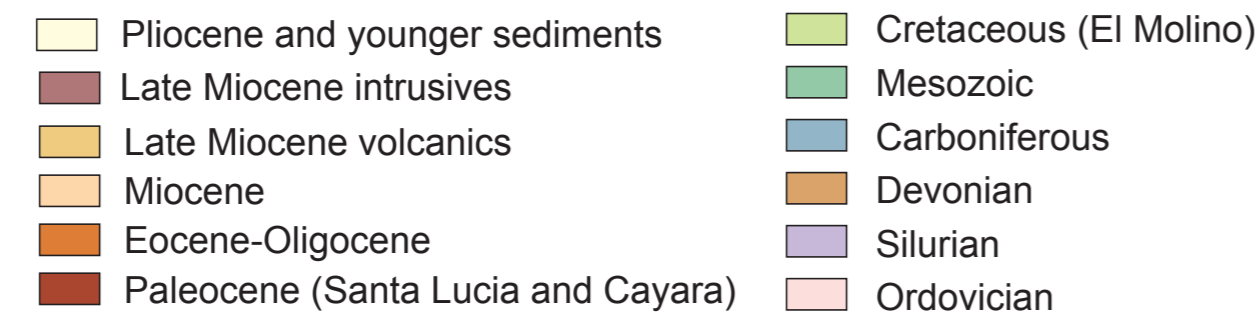 Pliocene and younger sediments
Late Miocene intrusives
Late Miocene volcanics
Miocene
Eocene-Oligocene
Paleocene (Santa Lucia and Cayara)
Cretaceous (El Molino)
Mesozoic
Carboniferous
Devonian
Silurian
Ordovician